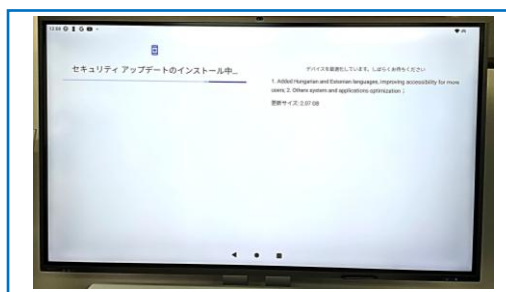 セキュリティ アップデートのインストール中...
デバイスを最適化しています。しばらくお待ちください
1. Added Hungarian and Estonian languages, improving accessibility for more
users; 2. Others system and applications optimization ;
更新サイズ: 2.07 GB